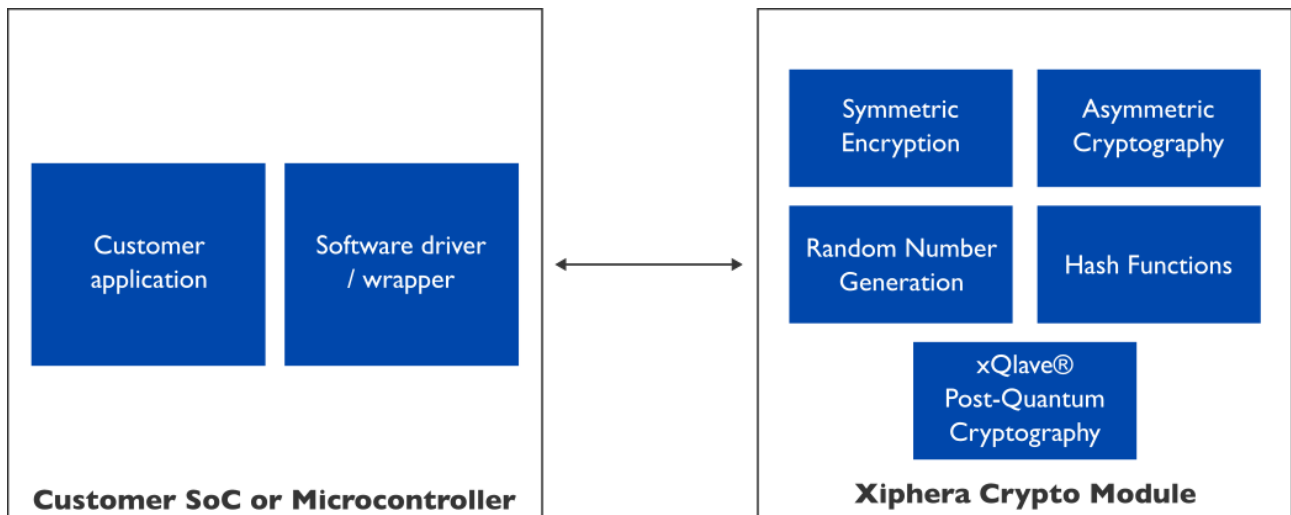 Customer
application
Software driver
/ wrapper
Customer SoC or Microcontroller
Symmetric
Encryption
Asymmetric
Cryptography
Random Number
Generation
Hash Functions
xQlave®
Post-Quantum
Cryptography
Xiphera Crypto Module